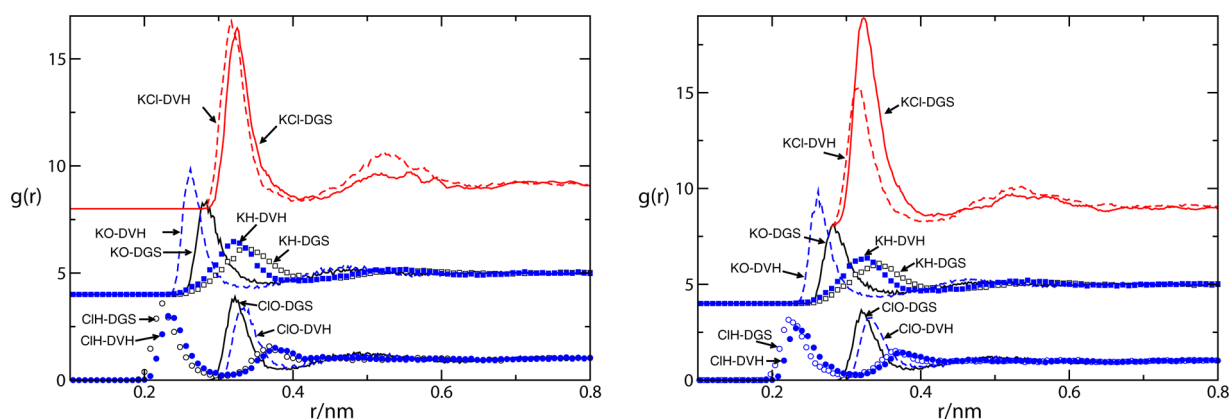 15
KCl-DVH
KCl-DGS
10
g(r)
KO-DVH
KO-DGS
KH-DVH
KH-DGS
5
ClH-DGS
ClH-DVH
ClO-DGS
ClO-DVH
0
0.2
0.4
0.6
0.8
r/nm
15
KCl-DGS
KCl-DVH
10
g(r)
KO-DGS
KO-DVH
KH-DVH
KH-DGS
5
ClH-DGS
ClH-DVH
ClO-DGS
ClO-DVH
0
0.2
0.4
0.6
0.8
r/nm